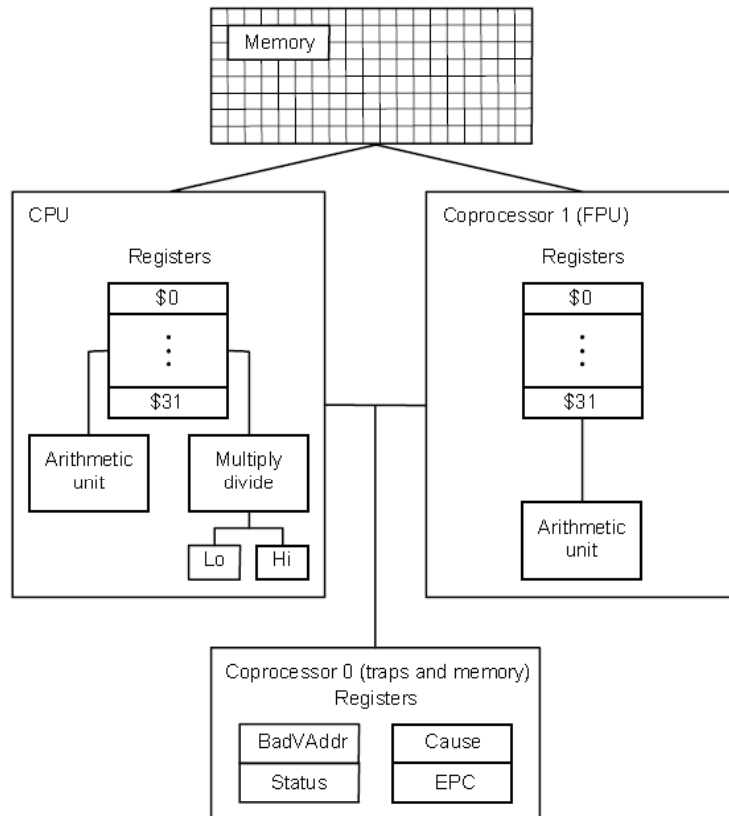 Memory
CPU
Registers
$0
$31
Arithmetic
unit
Multiply
divide
Lo
Hi
Coprocessor 1 (FPU)
Registers
$0
$31
Arithmetic
unit
Coprocessor 0 (traps and memory)
Registers
BadVAddr
Cause
Status
EPC